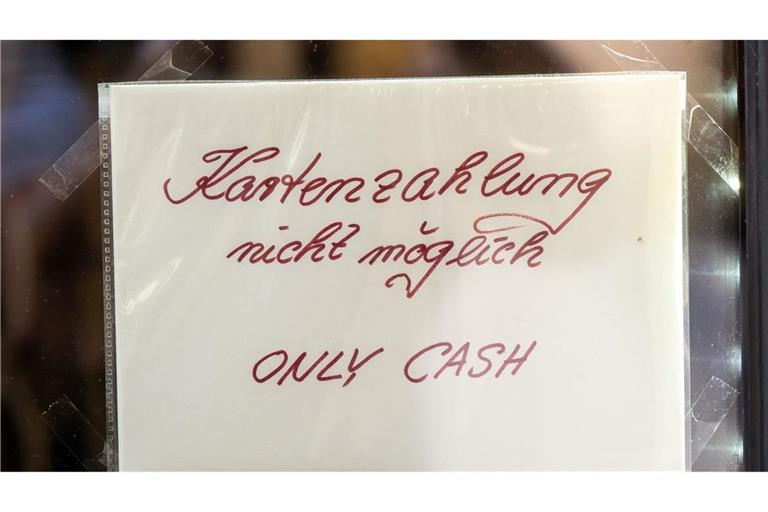 Kartenzahlung
nicht möglich
ONLY CASH